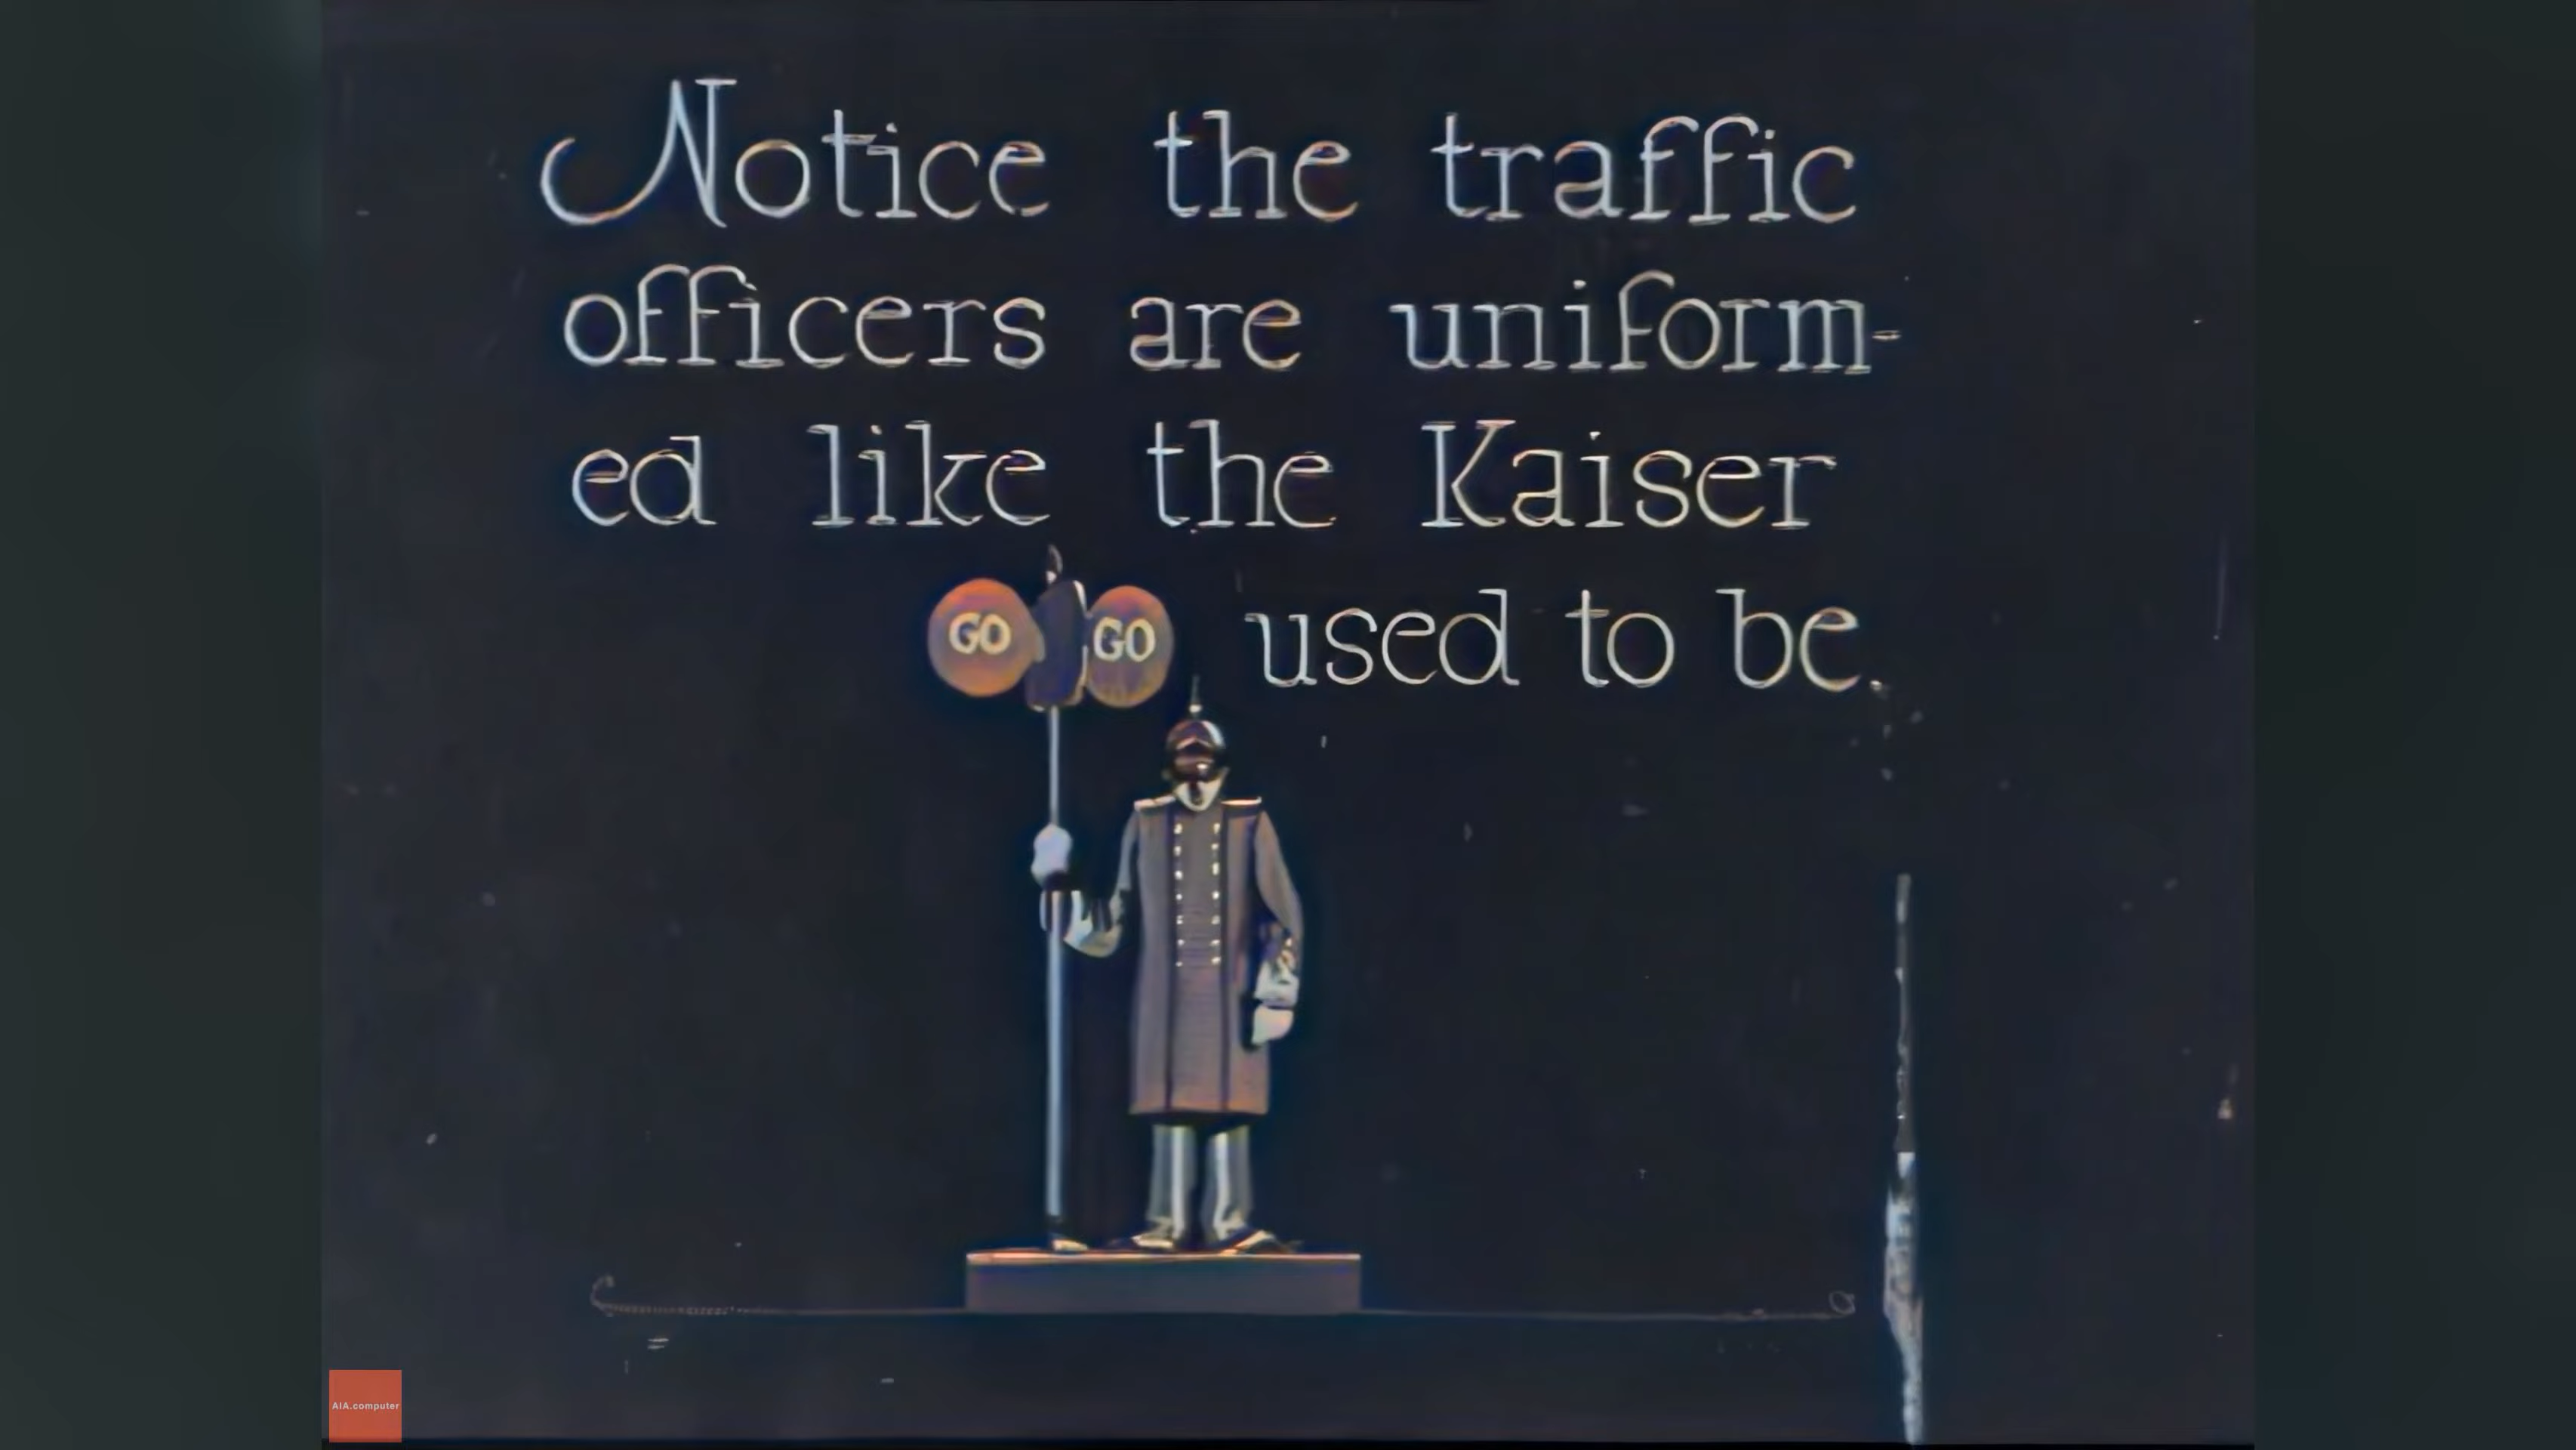 Notice the traffic
officers are uniform-
ed like the Kaiser
used to be.
GO GO
AIA.computer